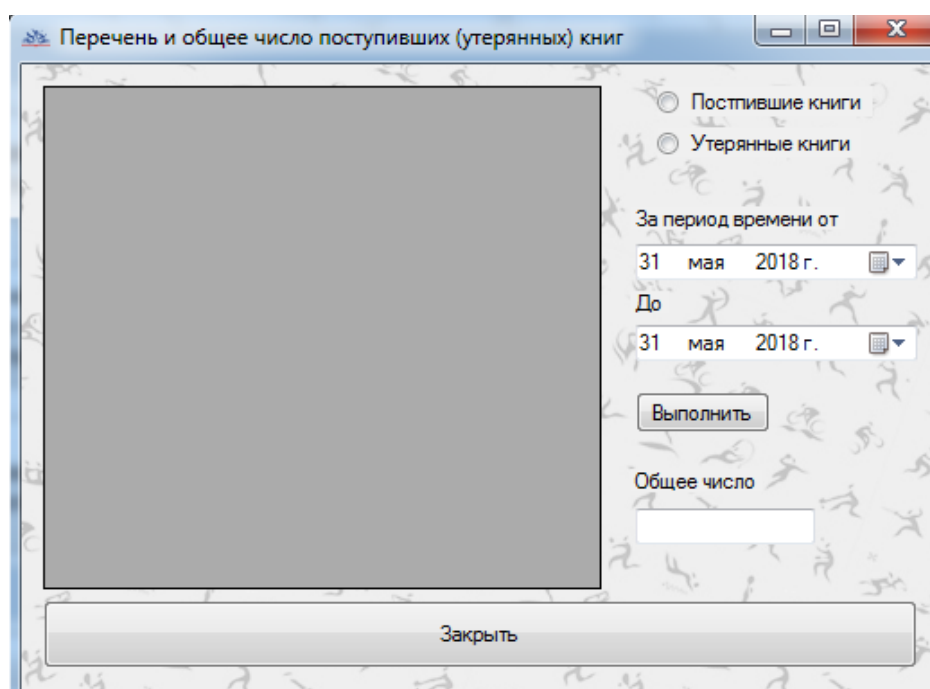 Перечень и общее число поступивших (утерянных) книг
Постпившие книги
Утерянные книги
За период времени от
31 мая 2018 г.
До
31 мая 2018 г.
Выполнить
Общее число
Закрыть